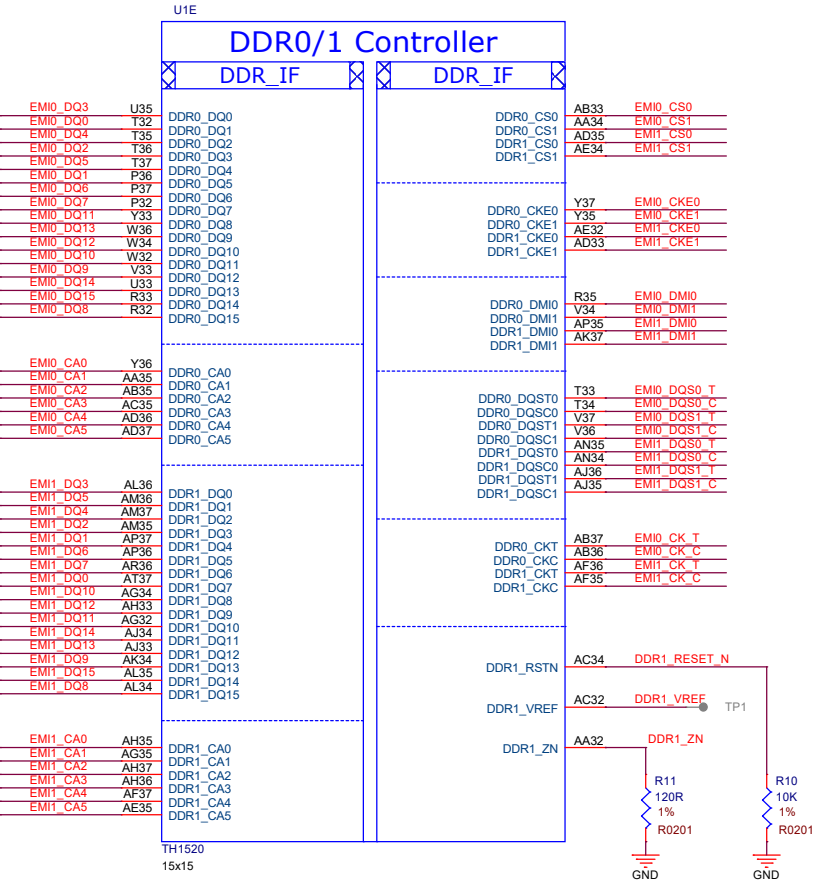 U1E
DDR0/1 Controller
DDR_IF DDR_IF
EMI0_DQ3 U35 DDR0_DQ0
EMI0_DQ0 T32 DDR0_DQ1
EMI0_DQ4 T35 DDR0_DQ2
EMI0_DQ2 T36 DDR0_DQ3
EMI0_DQ5 T37 DDR0_DQ4
EMI0_DQ1 P36 DDR0_DQ5
EMI0_DQ6 P37 DDR0_DQ6
EMI0_DQ7 P32 DDR0_DQ7
EMI0_DQ11 Y33 DDR0_DQ8
EMI0_DQ13 W36 DDR0_DQ9
EMI0_DQ12 W34 DDR0_DQ10
EMI0_DQ10 W32 DDR0_DQ11
EMI0_DQ9 V33 DDR0_DQ12
EMI0_DQ14 U33 DDR0_DQ13
EMI0_DQ15 R33 DDR0_DQ14
EMI0_DQ8 R32 DDR0_DQ15
EMI0_CA0 Y36 DDR0_CA0
EMI0_CA1 AA35 DDR0_CA1
EMI0_CA2 AB35 DDR0_CA2
EMI0_CA3 AC35 DDR0_CA3
EMI0_CA4 AD36 DDR0_CA4
EMI0_CA5 AD37 DDR0_CA5
EMI1_DQ3 AL36 DDR1_DQ0
EMI1_DQ5 AM36 DDR1_DQ1
EMI1_DQ4 AM37 DDR1_DQ2
EMI1_DQ2 AM35 DDR1_DQ3
EMI1_DQ1 AP37 DDR1_DQ4
EMI1_DQ6 AP36 DDR1_DQ5
EMI1_DQ7 AR36 DDR1_DQ6
EMI1_DQ0 AT37 DDR1_DQ7
EMI1_DQ10 AG34 DDR1_DQ8
EMI1_DQ12 AH33 DDR1_DQ9
EMI1_DQ11 AG32 DDR1_DQ10
EMI1_DQ14 AJ34 DDR1_DQ11
EMI1_DQ13 AJ33 DDR1_DQ12
EMI1_DQ9 AK34 DDR1_DQ13
EMI1_DQ15 AL35 DDR1_DQ14
EMI1_DQ8 AL34 DDR1_DQ15
EMI1_CA0 AH35 DDR1_CA0
EMI1_CA1 AG35 DDR1_CA1
EMI1_CA2 AH37 DDR1_CA2
EMI1_CA3 AH36 DDR1_CA3
EMI1_CA4 AF37 DDR1_CA4
EMI1_CA5 AE35 DDR1_CA5
DDR0_CS0 AB33 EMI0_CS0
DDR0_CS1 AA34 EMI0_CS1
DDR1_CS0 AD35 EMI1_CS0
DDR1_CS1 AE34 EMI1_CS1
DDR0_CKE0 Y37 EMI0_CKE0
DDR0_CKE1 Y35 EMI0_CKE1
DDR1_CKE0 AE32 EMI1_CKE0
DDR1_CKE1 AD33 EMI1_CKE1
DDR0_DMI0 R35 EMI0_DMI0
DDR0_DMI1 V34 EMI0_DMI1
DDR1_DMI0 AP35 EMI1_DMI0
DDR1_DMI1 AK37 EMI1_DMI1
DDR0_DQST0 T33 EMI0_DQS0_T
DDR0_DQSC0 T34 EMI0_DQS0_C
DDR0_DQST1 V37 EMI0_DQS1_T
DDR0_DQSC1 V36 EMI0_DQS1_C
DDR1_DQST0 AN35 EMI1_DQS0_T
DDR1_DQSC0 AN34 EMI1_DQS0_C
DDR1_DQST1 AJ36 EMI1_DQS1_T
DDR1_DQSC1 AJ35 EMI1_DQS1_C
DDR0_CKT AB37 EMI0_CK_T
DDR0_CKC AB36 EMI0_CK_C
DDR1_CKT AF36 EMI1_CK_T
DDR1_CKC AF35 EMI1_CK_C
DDR1_RSTN AC34 DDR1_RESET_N
DDR1_VREF AC32 DDR1_VREF TP1
DDR1_ZN AA32 DDR1_ZN
R11
120R
1%
R0201
GND
R10
10K
1%
R0201
GND
TH1520
15x15